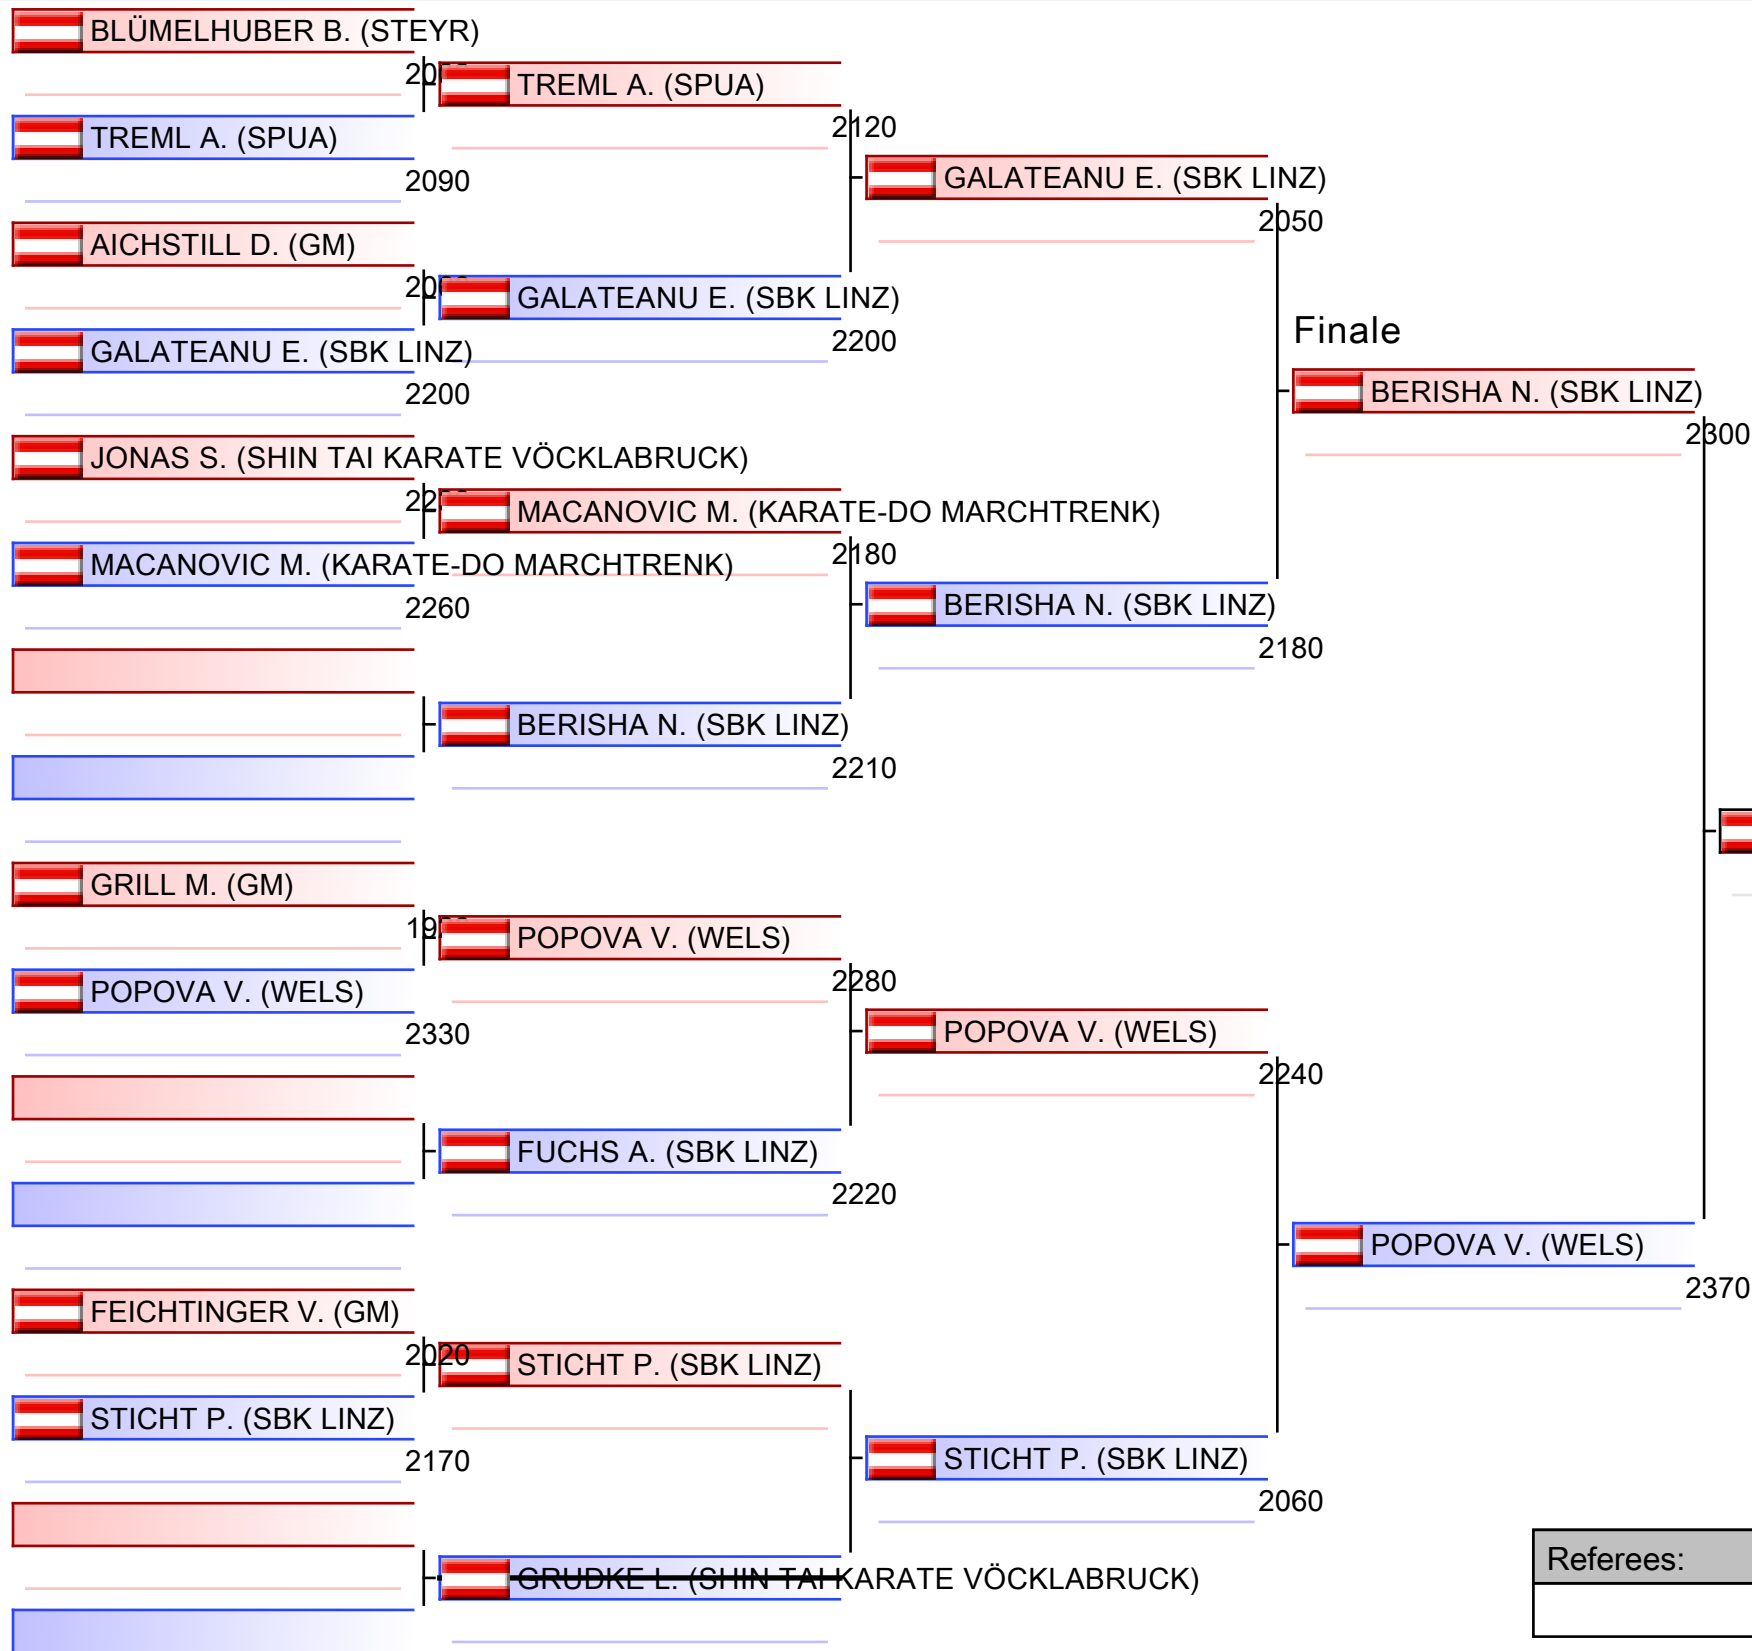 BLÜMELHUBER B. (STEYR)
TREML A. (SPUA)
2090
AICHSTILL D. (GM)
GALATEANU E. (SBK LINZ)
2200
JONAS S. (SHIN TAI KARATE VÖCKLABRUCK)
MACANOVIC M. (KARATE-DO MARCHTRENK)
2260
GRILL M. (GM)
POPOVA V. (WELS)
2330
FEICHTINGER V. (GM)
2020
STICHT P. (SBK LINZ)
2170
TREML A. (SPUA)
2120
GALATEANU E. (SBK LINZ)
2200
MACANOVIC M. (KARATE-DO MARCHTRENK)
2180
BERISHA N. (SBK LINZ)
2210
POPOVA V. (WELS)
2280
FUCHS A. (SBK LINZ)
2220
STICHT P. (SBK LINZ)
GRUDKE L. (SHIN TAI KARATE VÖCKLABRUCK)
GALATEANU E. (SBK LINZ)
2050
BERISHA N. (SBK LINZ)
2180
POPOVA V. (WELS)
2240
STICHT P. (SBK LINZ)
2060
Finale
BERISHA N. (SBK LINZ)
2300
POPOVA V. (WELS)
2370
Referees: